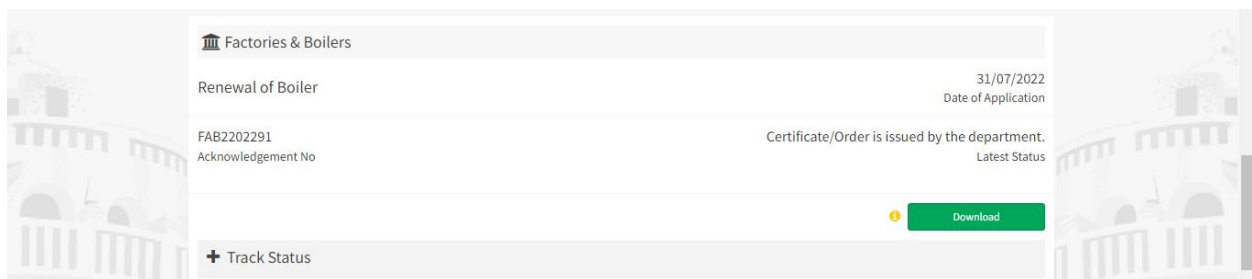 Factories & Boilers
Renewal of Boiler
31/07/2022
Date of Application
FAB2202291
Acknowledgement No
Certificate/Order is issued by the department.
Latest Status
Download
Track Status